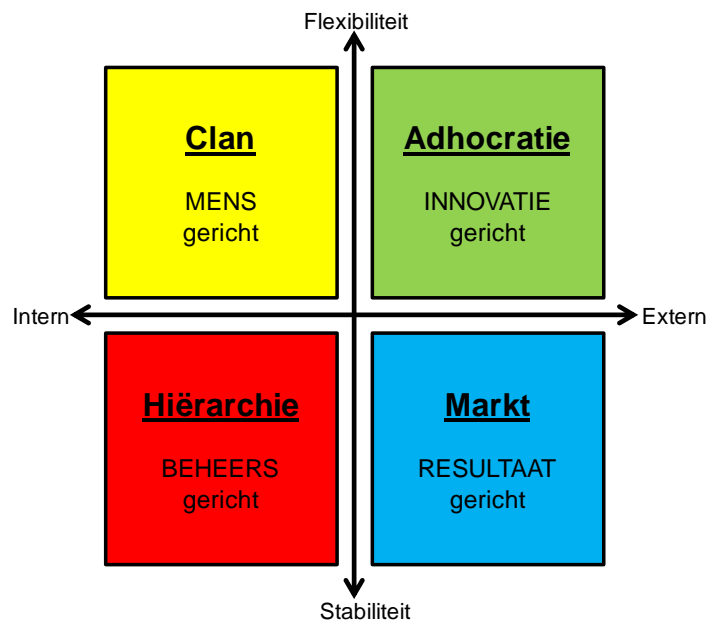 Flexibiliteit
Clan
MENS
gericht
Adhocratie
INNOVATIE
gericht
Intern
Extern
Hiërarchie
BEHEERS
gericht
Markt
RESULTAAT
gericht
Stabiliteit